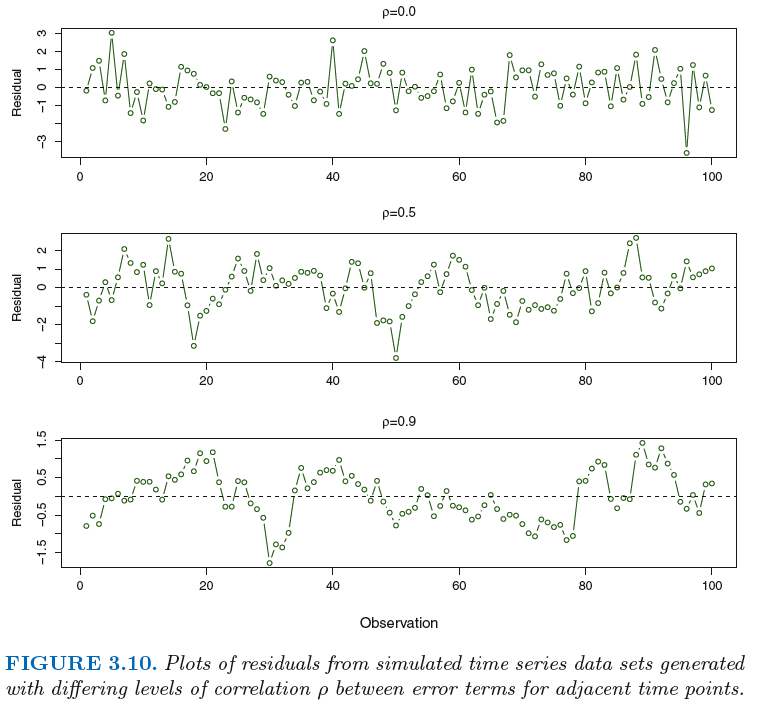 ρ=0.0
Residual
3
2
1
0
−1
−3
0 20 40 60 80 100
ρ=0.5
Residual
2
1
0
−2
−4
0 20 40 60 80 100
ρ=0.9
Residual
1.5
0.5
−0.5
−1.5
0 20 40 60 80 100
Observation
FIGURE 3.10. Plots of residuals from simulated time series data sets generated
with differing levels of correlation ρ between error terms for adjacent time points.